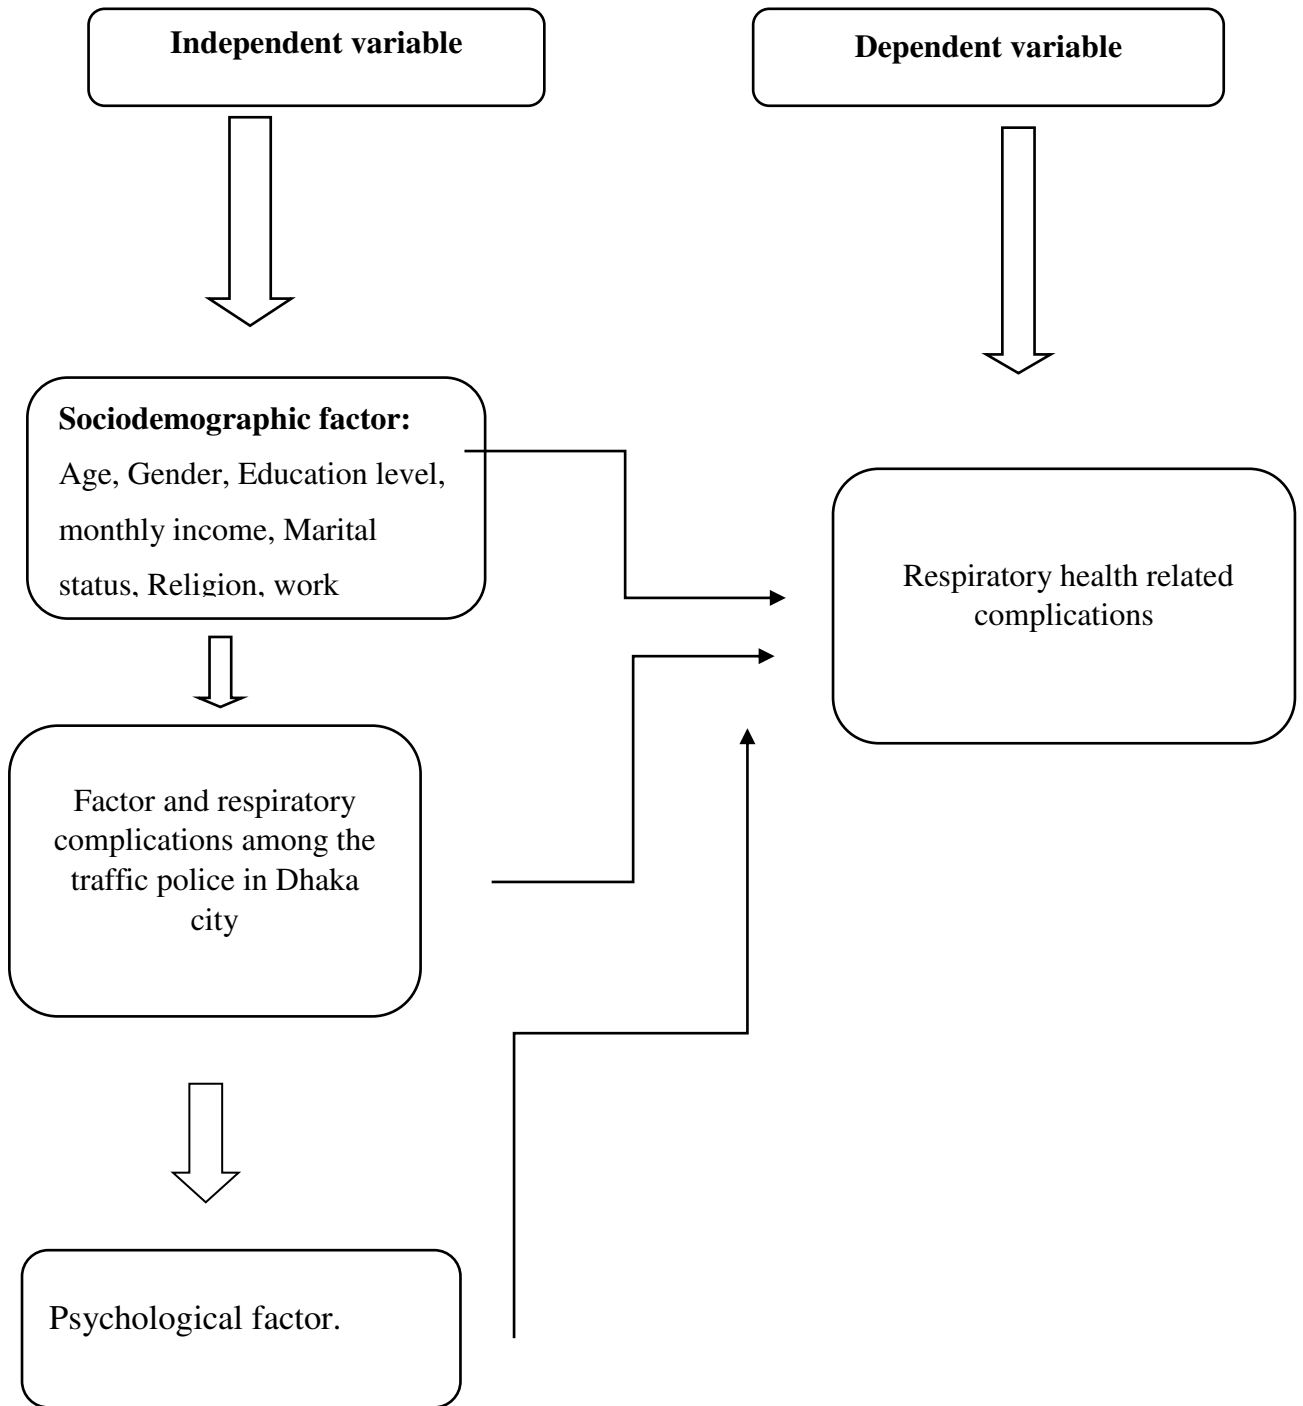 Independent variable
Dependent variable
Sociodemographic factor:
Age, Gender, Education level,
monthly income, Marital
status, Religion, work
Respiratory health related
complications
Factor and respiratory
complications among the
traffic police in Dhaka
city
Psychological factor.